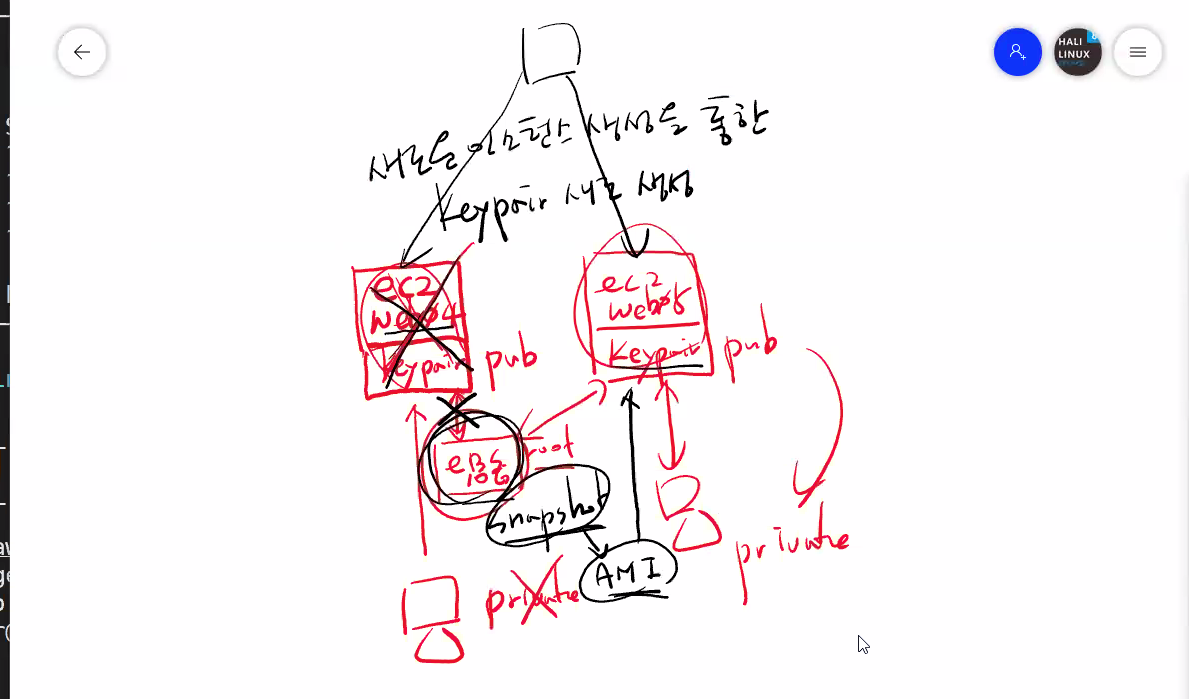 HALI
LINUX
새로운 인스턴스 생성을 통한
Keypair 새로 생성
ec2
web04
keypair
pub
ec2
web05
keypair
pub
eBS
10G
root
snapshot
AMI
private
private